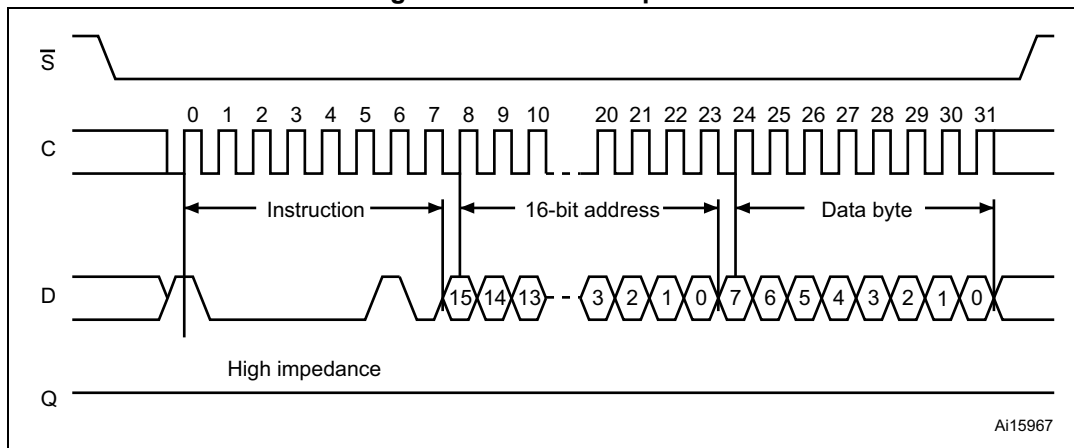 S
0 1 2 3 4 5 6 7 8 9 10 20 21 22 23 24 25 26 27 28 29 30 31
C
Instruction 16-bit address Data byte
D 15 14 13 3 2 1 0 7 6 5 4 3 2 1 0
High impedance
Q
Ai15967